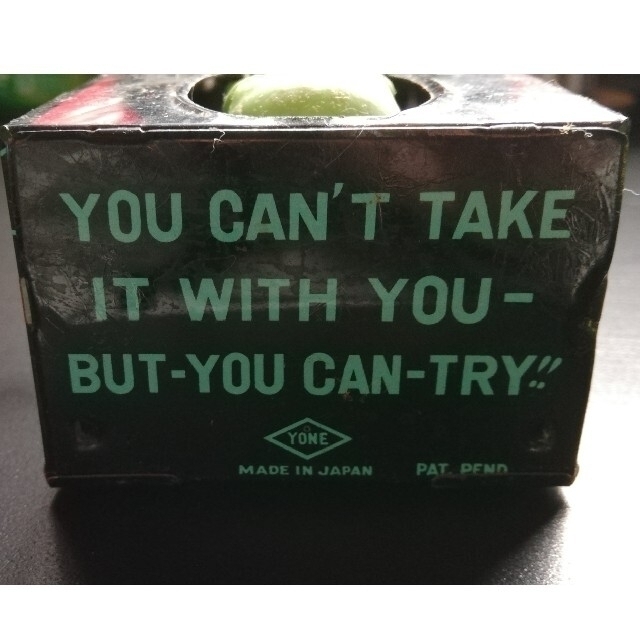 YOU CAN'T TAKE
IT WITH YOU-
BUT-YOU CAN-TRY!!
YONE
MADE IN JAPAN PAT. PEND